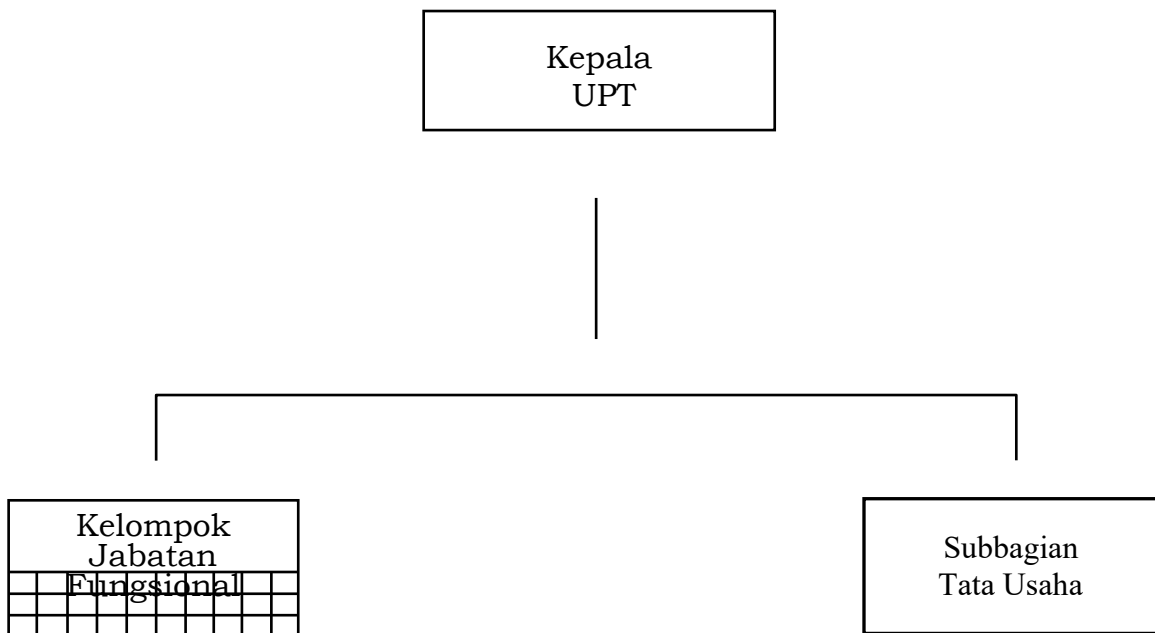 Kepala
UPT
Kelompok
Jabatan
Fungsional
Subbagian
Tata Usaha